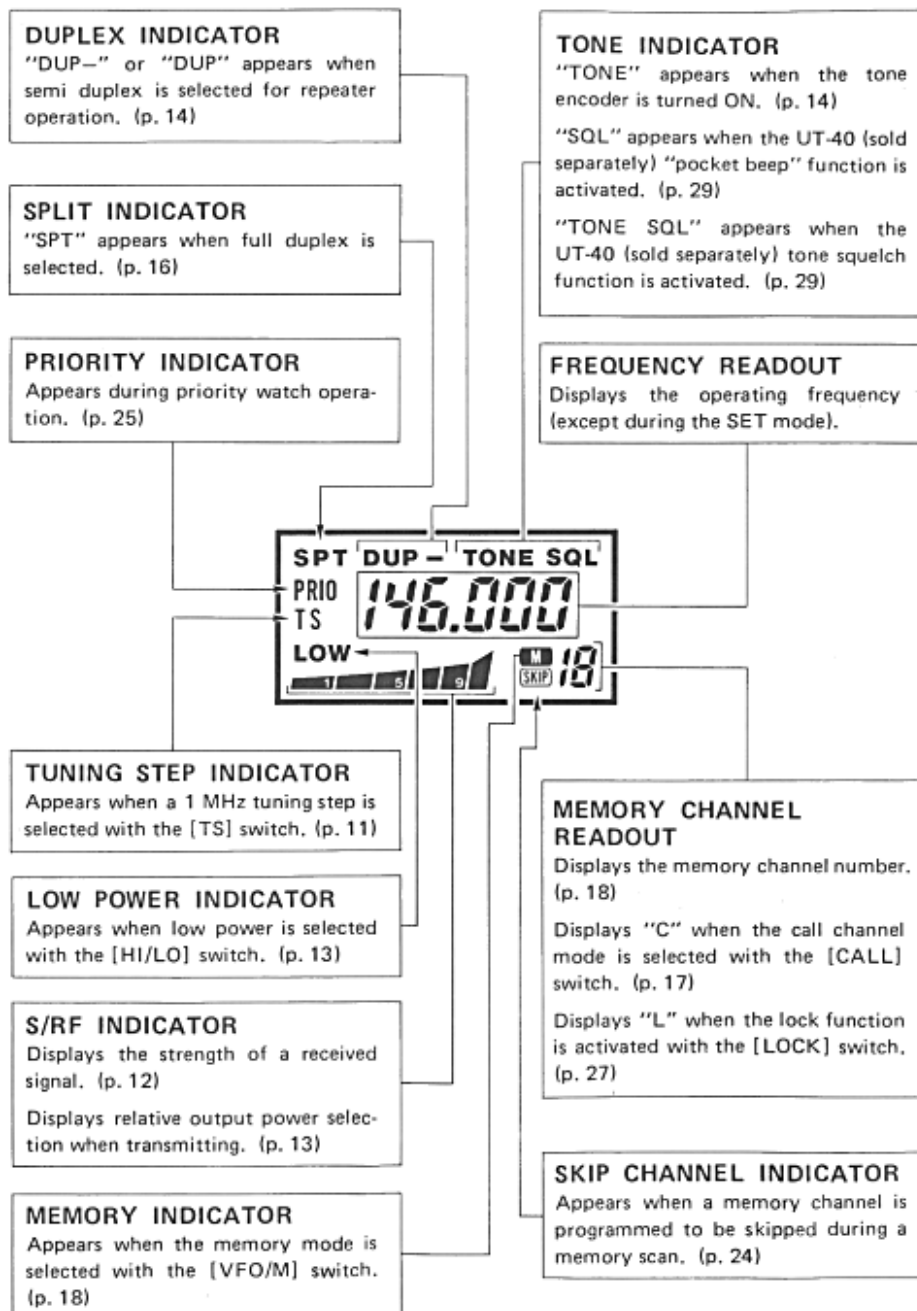 DUPLEX INDICATOR
"DUP–" or "DUP" appears when
semi duplex is selected for repeater
operation. (p. 14)
SPLIT INDICATOR
"SPT" appears when full duplex is
selected. (p. 16)
PRIORITY INDICATOR
Appears during priority watch opera-
tion. (p. 25)
TONE INDICATOR
"TONE" appears when the tone
encoder is turned ON. (p. 14)
"SQL" appears when the UT-40 (sold
separately) "pocket beep" function is
activated. (p. 29)
"TONE SQL" appears when the
UT-40 (sold separately) tone squelch
function is activated. (p. 29)
FREQUENCY READOUT
Displays the operating frequency
(except during the SET mode).
SPT DUP – TONE SQL
PRIO 146.000
TS
LOW
1 5 9
M
SKIP 18
TUNING STEP INDICATOR
Appears when a 1 MHz tuning step is
selected with the [TS] switch. (p. 11)
LOW POWER INDICATOR
Appears when low power is selected
with the [HI/LO] switch. (p. 13)
S/RF INDICATOR
Displays the strength of a received
signal. (p. 12)
Displays relative output power selec-
tion when transmitting. (p. 13)
MEMORY INDICATOR
Appears when the memory mode is
selected with the [VFO/M] switch.
(p. 18)
MEMORY CHANNEL
READOUT
Displays the memory channel number.
(p. 18)
Displays "C" when the call channel
mode is selected with the [CALL]
switch. (p. 17)
Displays "L" when the lock function
is activated with the [LOCK] switch.
(p. 27)
SKIP CHANNEL INDICATOR
Appears when a memory channel is
programmed to be skipped during a
memory scan. (p. 24)